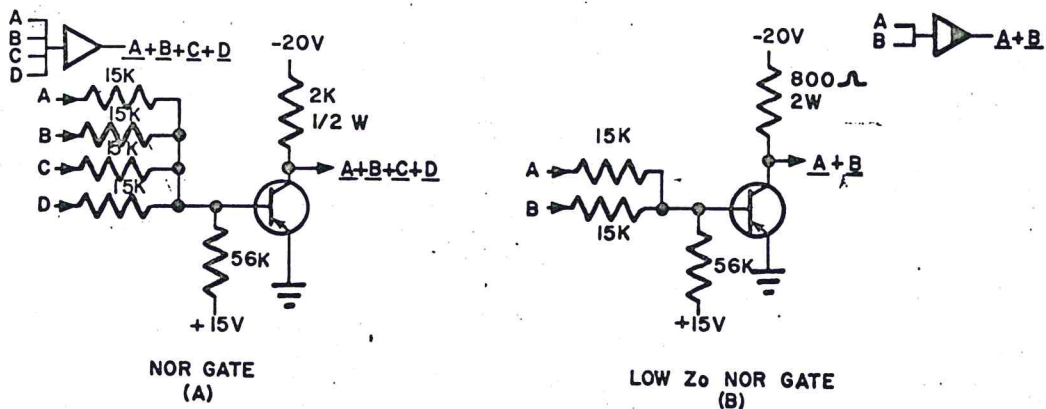 A
B
C
D
A+B+C+D
15K
A
15K
B
15K
C
15K
D
-20V
2K
1/2 W
A+B+C+D
56K
+15V
NOR GATE
(A)
A
B
A+B
-20V
800Ω
2W
15K
A
B
15K
A+B
56K
+15V
LOW Zo NOR GATE
(B)